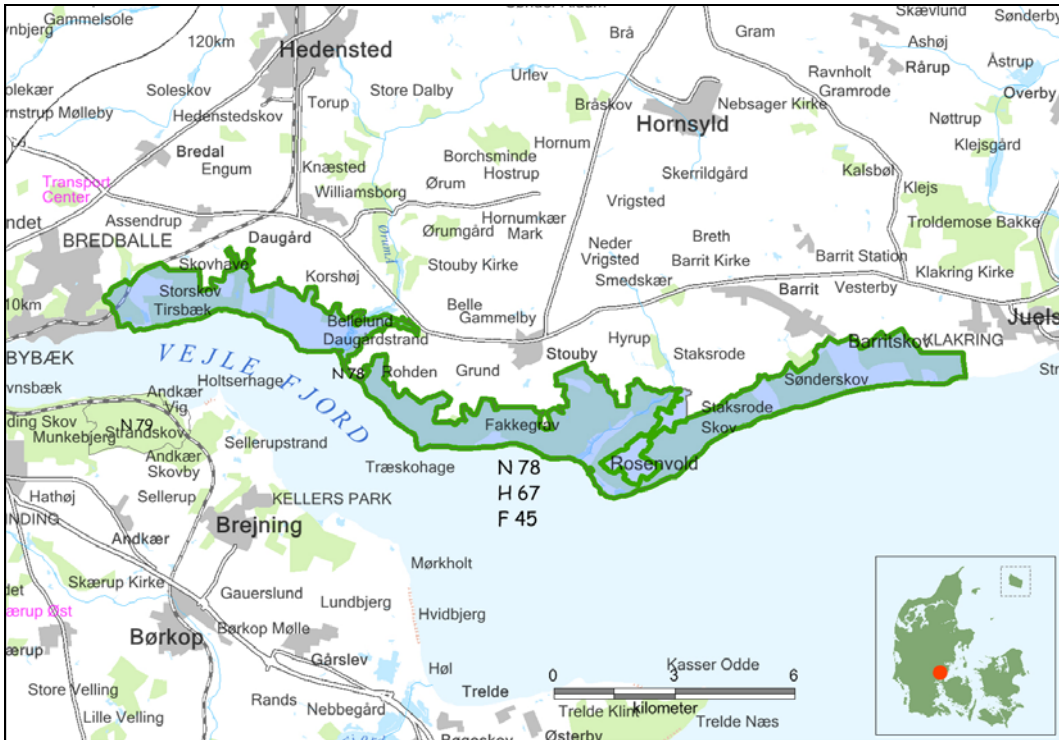 Gammelsole
Skævlund
Sønderby
120km
Hedensted
Brå
Gram
Ashøj
Rårup
Åstrup
Soleskov
Store Dalby
Urlev
Ravnholt
Gramrode
Overby
Torup
Bråskov
Nebsager Kirke
Hedenstedskov
Hornsyld
Nøttrup
Bredal
Engum
Knæsted
Borchsminde
Hornum
Hostrup
Klejsgård
Transport
Center
Williamsborg
Ørum
Skerrildgård
Kalsbøl
Klejs
Assendrup
Hornumkær
Mark
Vrigsted
Troldemose Bakke
BREDBALLE
Daugård
Ørum Å
Ørumgård
Neder
Vrigsted
Breth
Barrit Kirke
Barrit Station
Skovhave
Korshøj
Stouby Kirke
Smedskær
Vesterby
Klakring Kirke
10km
Storskov
Tirsbæk
Belle
Gammelby
Barrit
Juels
Bellelund
Daugårdstrand
Hyrup
Barritskov
KLAKRING
BYBÆK
VEJLE FJORD
N 78
Rohden
Grund
Stouby
Staksrode
Sønderskov
Holtserhage
Andkær
Vig
N 79
Munkebjerg
Strandskov
Fakkegrav
Staksrode
Skov
Sellerupstrand
Andkær
Skovby
Træskohage
Rosenvold
N 78
H 67
F 45
Hathøj
Sellerup
KELLERS PARK
Brejning
Andkær
Mørkholt
Skærup Kirke
Gauerslund
Lundbjerg
Hvidbjerg
Børkop
Børkop Mølle
Gårslev
Høl
Kasser Odde
0
3
6
kilometer
Store Velling
Lille Velling
Rands
Nebbegård
Trelde
Trelde Klint
Trelde Næs
Østerby